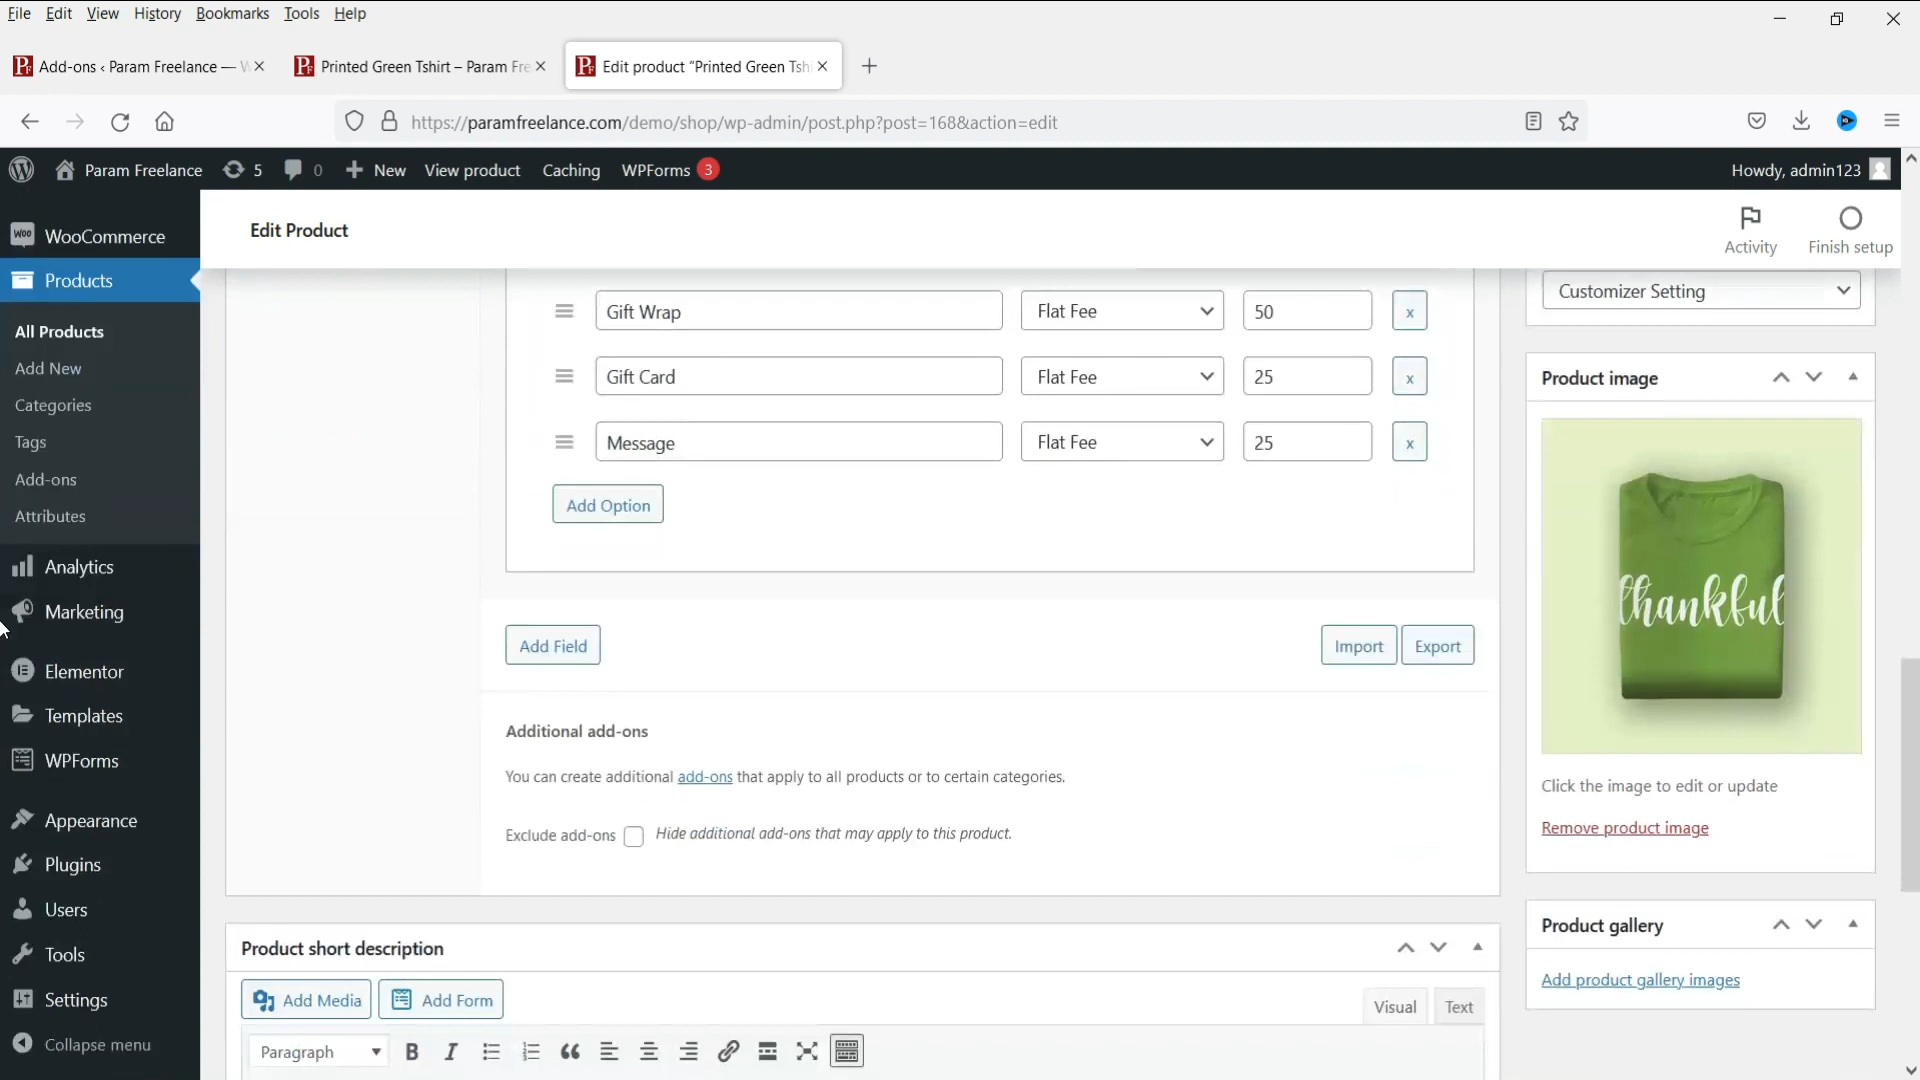 File Edit View History Bookmarks Tools Help
Add-ons ‹ Param Freelance — W
Printed Green Tshirt – Param Fre
Edit product “Printed Green Tsh
https://paramfreelance.com/demo/shop/wp-admin/post.php?post=168&action=edit
Param Freelance 5 0 New View product Caching WPForms 3 Howdy, admin123
WooCommerce
Products
All Products
Add New
Categories
Tags
Add-ons
Attributes
Analytics
Marketing
Elementor
Templates
WPForms
Appearance
Plugins
Users
Tools
Settings
Collapse menu
Edit Product
Activity
Finish setup
Gift Wrap Flat Fee 50 x
Gift Card Flat Fee 25 x
Message Flat Fee 25 x
Add Option
Add Field Import Export
Additional add-ons
You can create additional add-ons that apply to all products or to certain categories.
Exclude add-ons Hide additional add-ons that may apply to this product.
Product short description
Add Media Add Form Visual Text
Paragraph B I
Customizer Setting
Product image
thankful
Click the image to edit or update
Remove product image
Product gallery
Add product gallery images